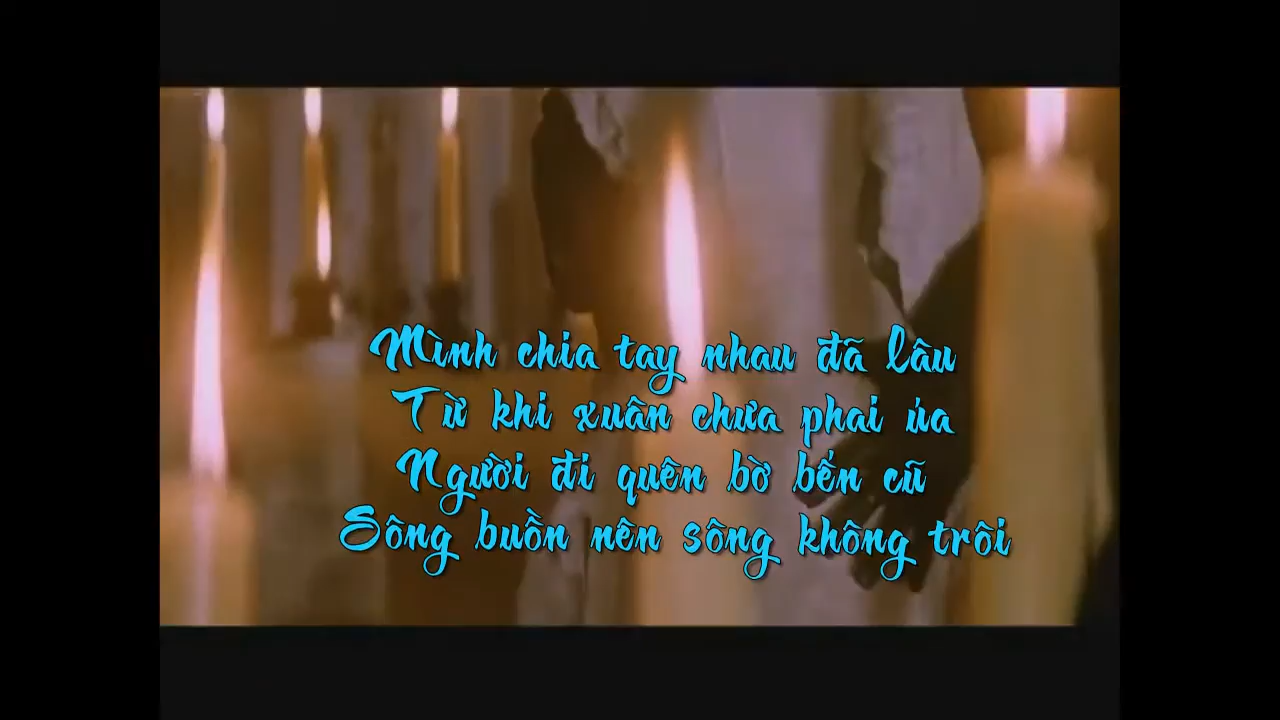 Mình chia tay nhau đã lâu
Từ khi xuân chưa phai úa
Người đi quên bờ bến cũ
Sông buồn nên sông không trôi